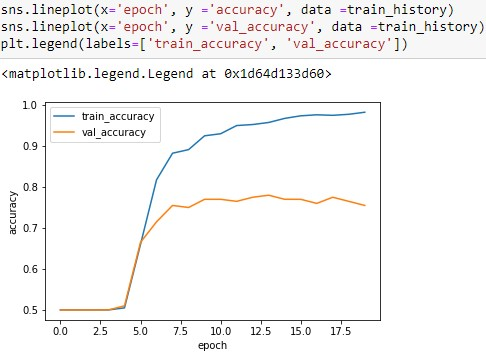 sns.lineplot(x='epoch', y ='accuracy', data =train_history)
sns.lineplot(x='epoch', y ='val_accuracy', data =train_history)
plt.legend(labels=['train_accuracy', 'val_accuracy'])
<matplotlib.legend.Legend at 0x1d64d133d60>
train_accuracy
val_accuracy
1.0
0.9
0.8
0.7
0.6
0.5
accuracy
0.0 2.5 5.0 7.5 10.0 12.5 15.0 17.5
epoch